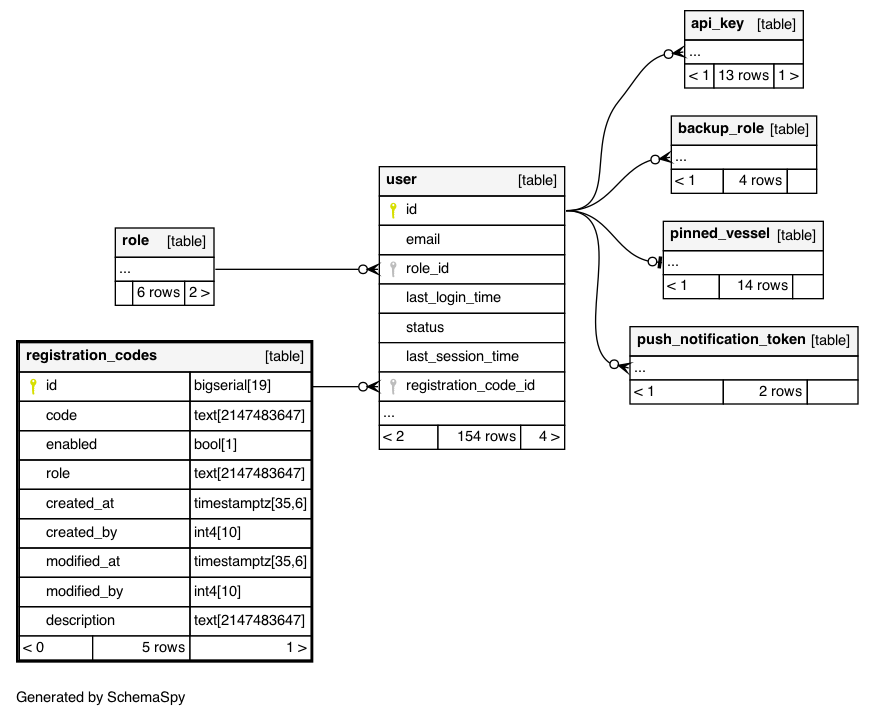 api_key [table]
...
< 1 13 rows 1 >
backup_role [table]
...
< 1 4 rows
user [table]
id
email
role_id
last_login_time
status
last_session_time
registration_code_id
...
< 2 154 rows 4 >
role [table]
...
6 rows 2 >
pinned_vessel [table]
...
< 1 14 rows
push_notification_token [table]
...
< 1 2 rows
registration_codes [table]
id bigserial[19]
code text[2147483647]
enabled bool[1]
role text[2147483647]
created_at timestamptz[35,6]
created_by int4[10]
modified_at timestamptz[35,6]
modified_by int4[10]
description text[2147483647]
< 0 5 rows 1 >
Generated by SchemaSpy